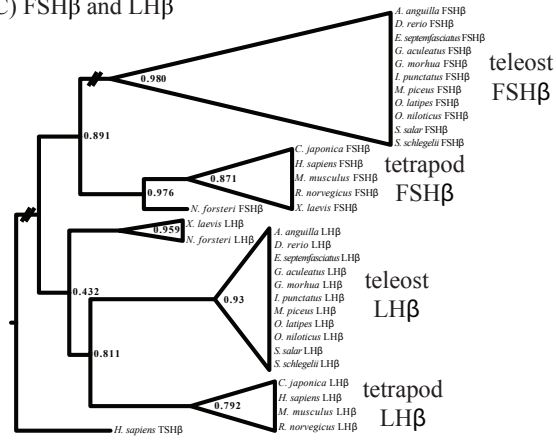 C) FSHβ and LHβ
A. anguilla FSHβ
D. rerio FSHβ
E. septemfasciatus FSHβ
G. aculeatus FSHβ
G. morhua FSHβ
I. punctatus FSHβ
M. piceus FSHβ
O. latipes FSHβ
O. niloticus FSHβ
S. salar FSHβ
S. schlegelii FSHβ
teleost
FSHβ
0.980
0.891
C. japonica FSHβ
H. sapiens FSHβ
M. musculus FSHβ
R. norvegicus FSHβ
X. laevis FSHβ
tetrapod
FSHβ
0.871
0.976
N. forsteri FSHβ
X. laevis LHβ
N. forsteri LHβ
0.959
A. anguilla LHβ
D. rerio LHβ
E. septemfasciatus LHβ
G. aculeatus LHβ
G. morhua LHβ
I. punctatus LHβ
M. piceus LHβ
O. latipes LHβ
O. niloticus LHβ
S. salar LHβ
S. schlegelii LHβ
teleost
LHβ
0.432
0.93
0.811
C. japonica LHβ
H. sapiens LHβ
M. musculus LHβ
R. norvegicus LHβ
tetrapod
LHβ
0.792
H. sapiens TSHβ